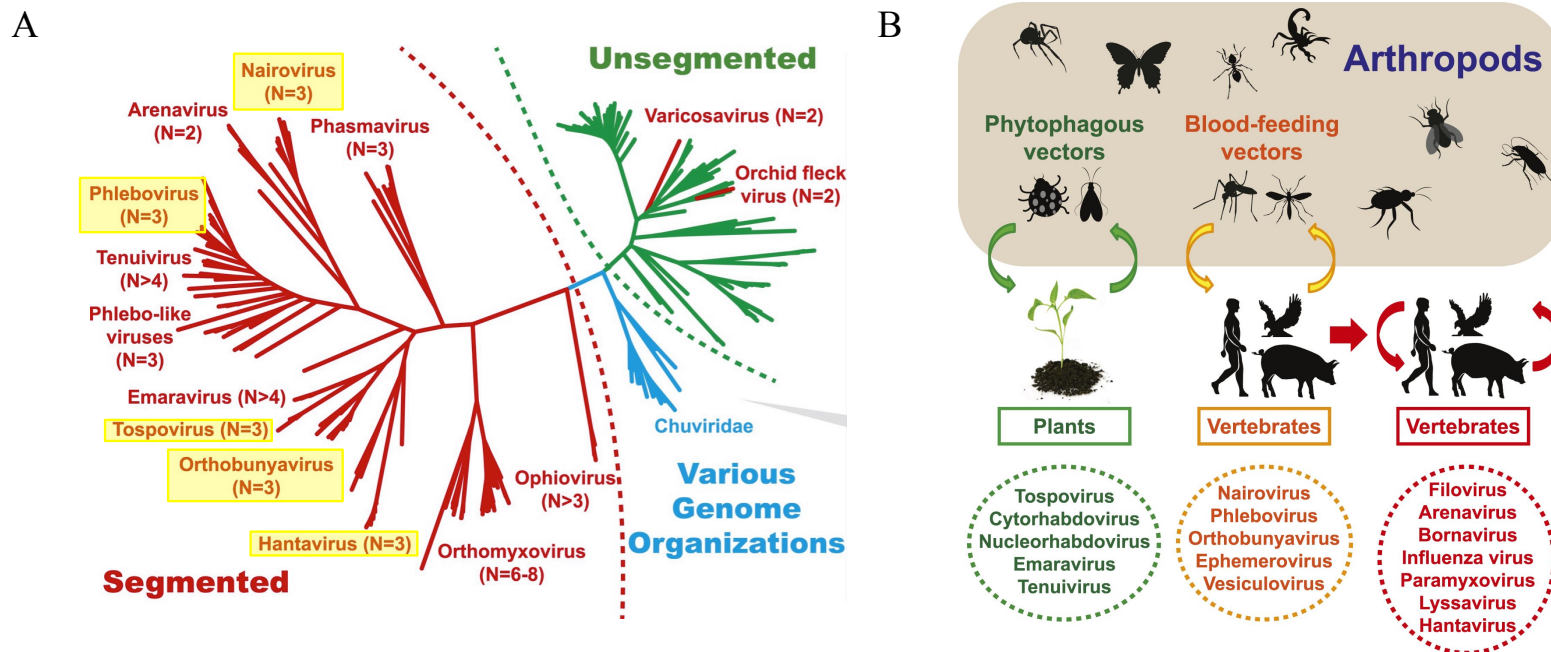 A
Unsegmented
Nairovirus
(N=3)
Arenavirus
(N=2)
Phasmavirus
(N=3)
Varicosavirus (N=2)
Orchid fleck
virus (N=2)
Phlebovirus
(N=3)
Tenuivirus
(N>4)
Phlebo-like
viruses
(N=3)
Emaravirus (N>4)
Tospovirus (N=3)
Orthobunyavirus
(N=3)
Hantavirus (N=3)
Orthomyxovirus
(N=6-8)
Ophiovirus
(N>3)
Chuviridae
Various
Genome
Organizations
Segmented
B
Arthropods
Phytophagous
vectors
Blood-feeding
vectors
Plants
Vertebrates
Vertebrates
Tospovirus
Cytorhabdovirus
Nucleorhabdovirus
Emaravirus
Tenuivirus
Nairovirus
Phlebovirus
Orthobunyavirus
Ephemerovirus
Vesiculovirus
Filovirus
Arenavirus
Bornavirus
Influenza virus
Paramyxovirus
Lyssavirus
Hantavirus